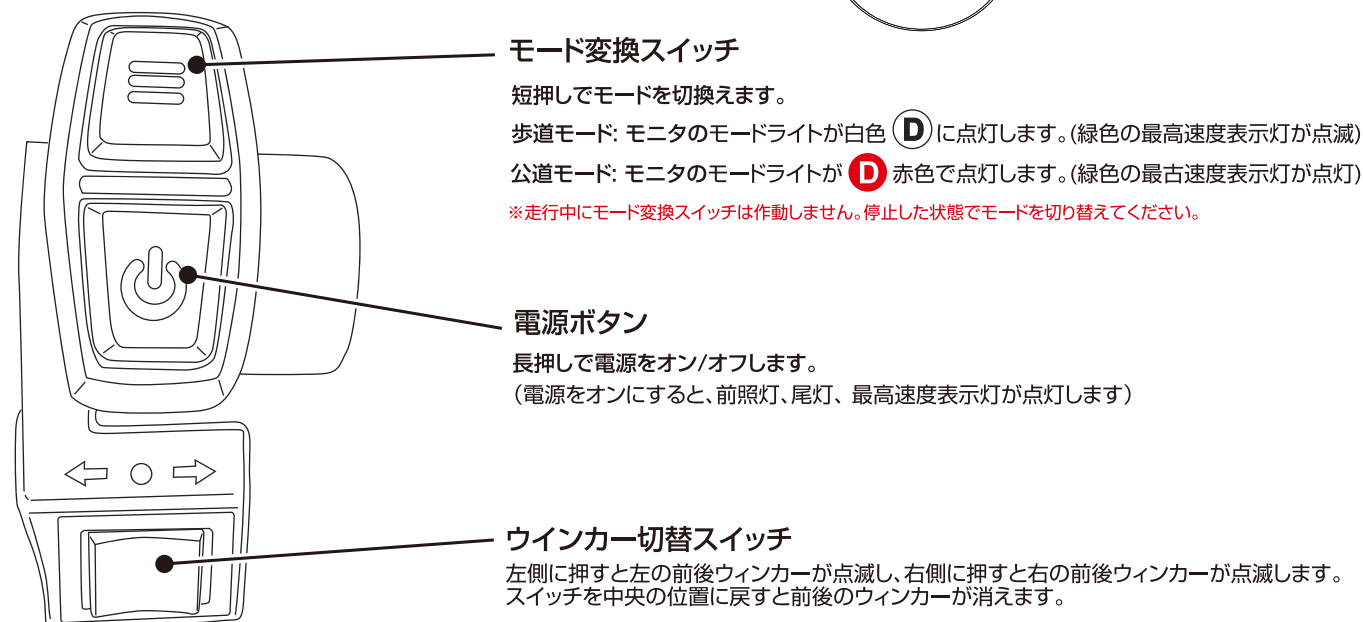 モード変換スイッチ
短押しでモードを切換えます。
歩道モード: モニタのモードライトが白色 D に点灯します。(緑色の最高速度表示灯が点滅)
公道モード: モニタのモードライトが D 赤色で点灯します。(緑色の最古速度表示灯が点灯)
※走行中にモード変換スイッチは作動しません。停止した状態でモードを切り替えてください。
電源ボタン
長押しで電源をオン/オフします。
(電源をオンにすると、前照灯、尾灯、最高速度表示灯が点灯します)
ウインカー切替スイッチ
左側に押すと左の前後ウィンカーが点滅し、右側に押すと右の前後ウィンカーが点滅します。
スイッチを中央の位置に戻すと前後のウィンカーが消えます。